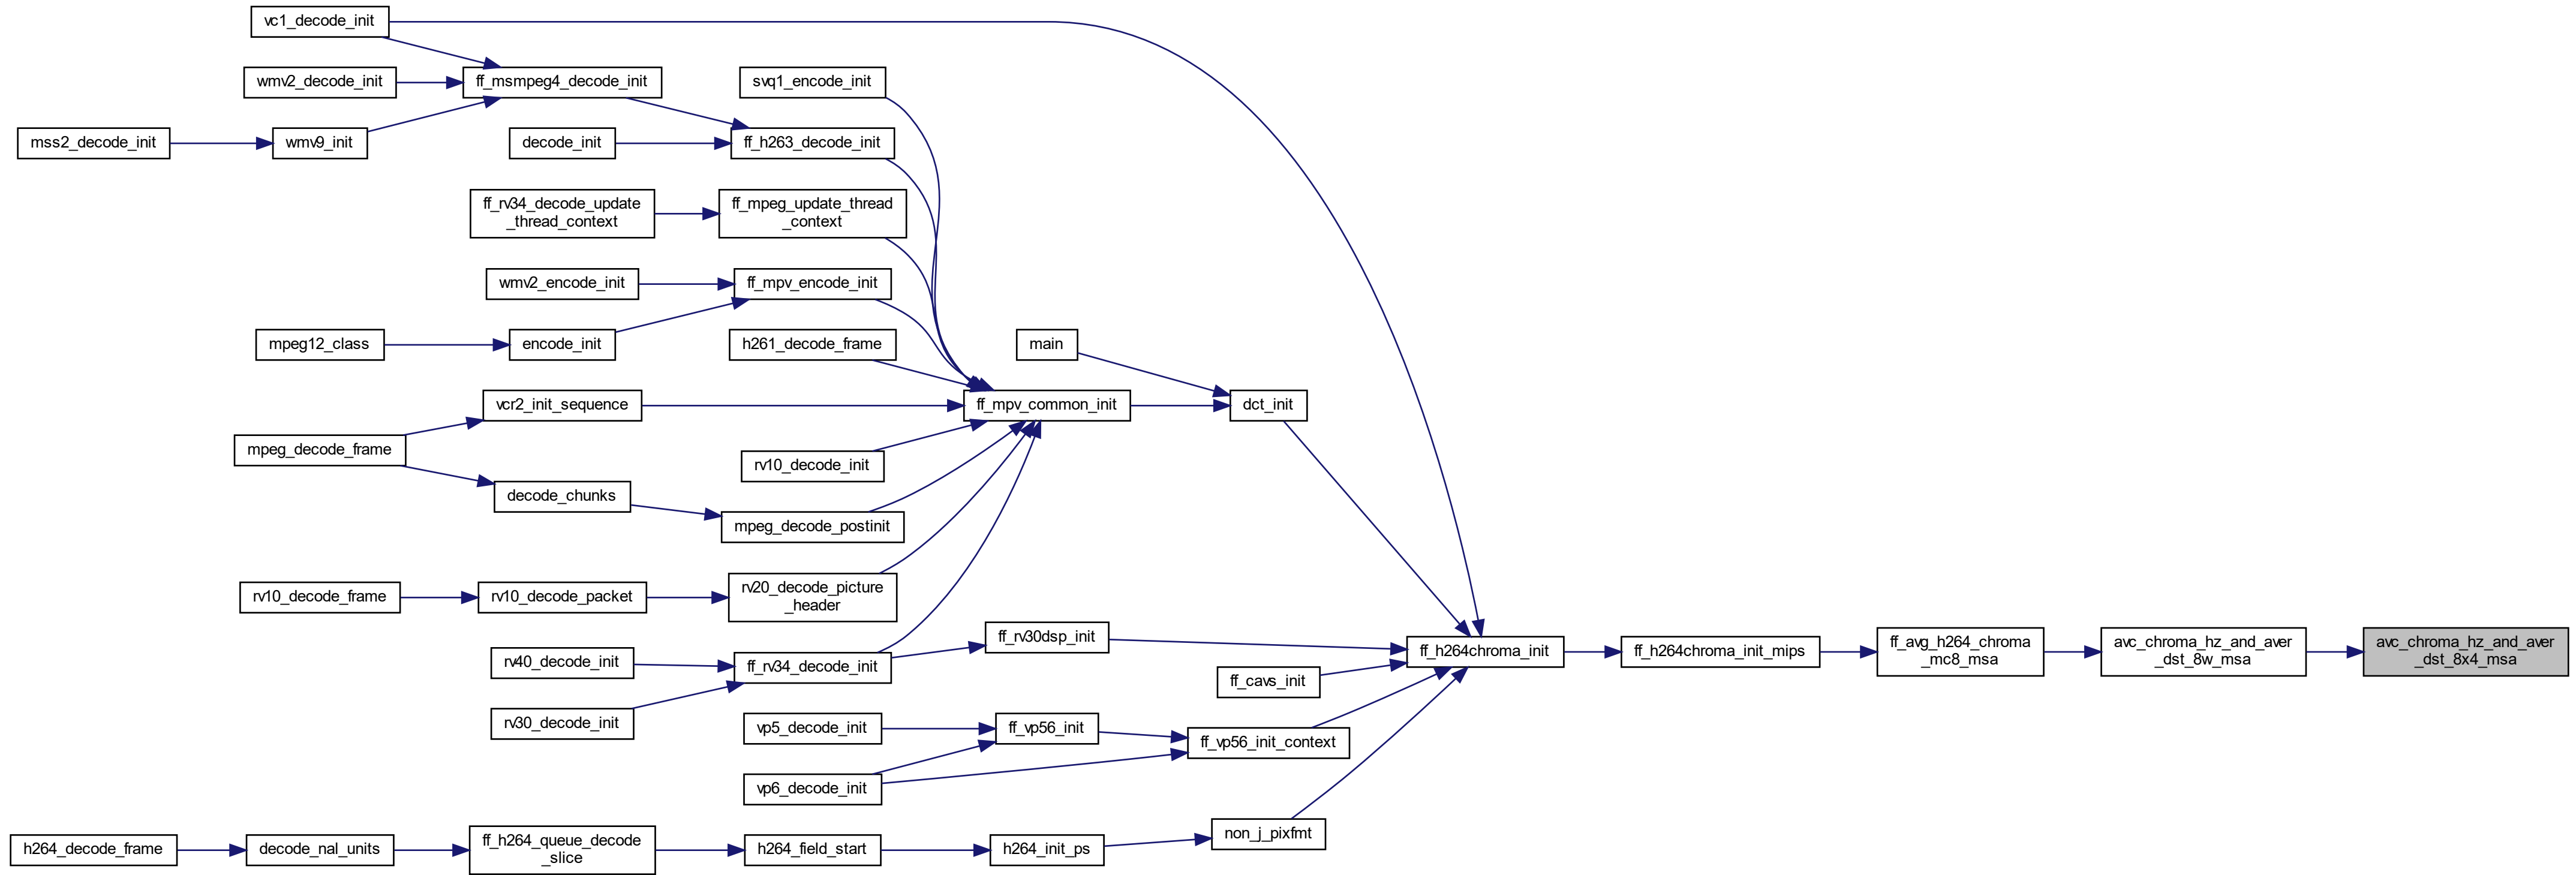 vc1_decode_init
wmv2_decode_init
ff_msmpeg4_decode_init
svq1_encode_init
mss2_decode_init
wmv9_init
decode_init
ff_h263_decode_init
ff_rv34_decode_update
_thread_context
ff_mpeg_update_thread
_context
wmv2_encode_init
ff_mpv_encode_init
mpeg12_class
encode_init
h261_decode_frame
main
vcr2_init_sequence
ff_mpv_common_init
dct_init
mpeg_decode_frame
rv10_decode_init
decode_chunks
mpeg_decode_postinit
rv10_decode_frame
rv10_decode_packet
rv20_decode_picture
_header
rv40_decode_init
ff_rv34_decode_init
ff_rv30dsp_init
ff_cavs_init
ff_h264chroma_init
ff_h264chroma_init_mips
ff_avg_h264_chroma
_mc8_msa
avc_chroma_hz_and_aver
_dst_8w_msa
avc_chroma_hz_and_aver
_dst_8x4_msa
rv30_decode_init
vp5_decode_init
ff_vp56_init
ff_vp56_init_context
vp6_decode_init
non_j_pixfmt
h264_decode_frame
decode_nal_units
ff_h264_queue_decode
_slice
h264_field_start
h264_init_ps